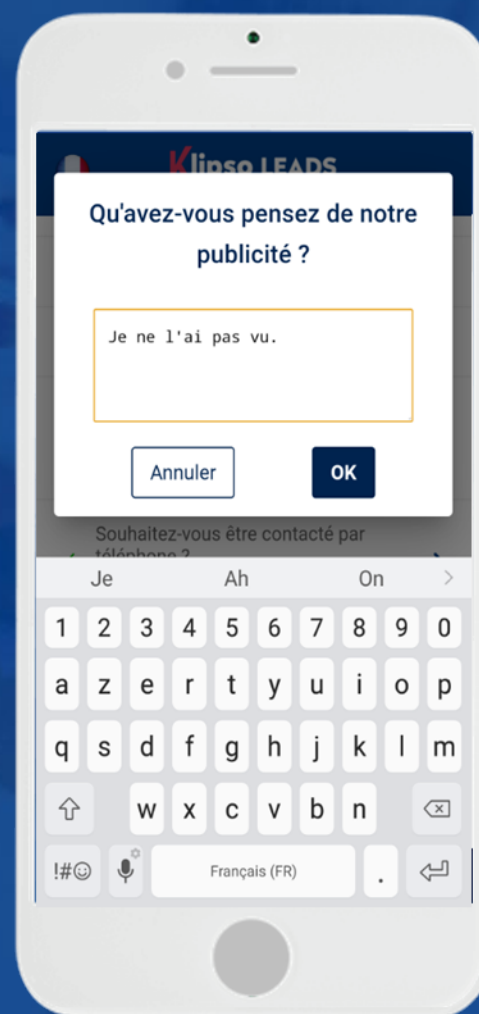 Klipso LEADS
Qu'avez-vous pensez de notre
publicité ?
Je ne l'ai pas vu.
Annuler
OK
Souhaitez-vous être contacté par
téléphone ?
Je Ah On
1 2 3 4 5 6 7 8 9 0
a z e r t y u i o p
q s d f g h j k l m
w x c v b n
!#☺ Français (FR) .